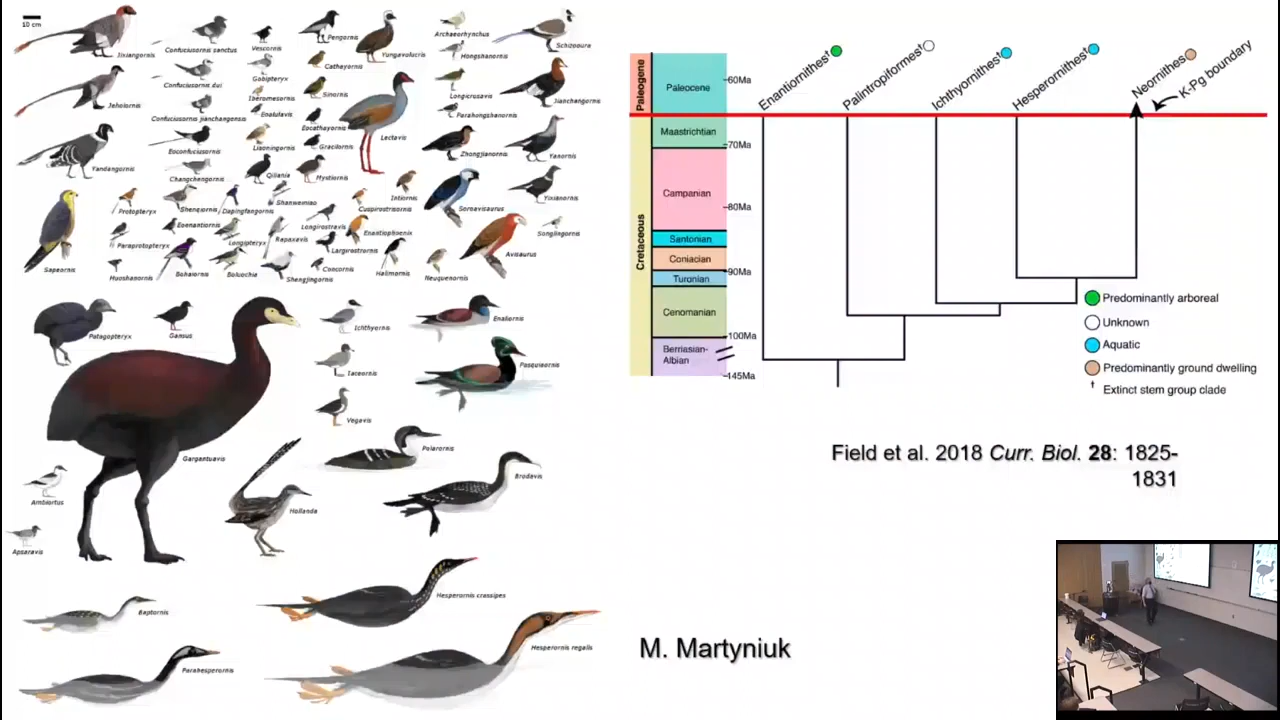 10 cm
Jixiangornis
Confuciusornis sanctus
Vescornis
Pengornis
Yungavolucris
Archaeorhynchus
Hongshanornis
Schizooura
Cathayornis
Confuciusornis dui
Gobipteryx
Iberomesornis
Sinornis
Longicrusavis
Jianchangornis
Jeholornis
Confuciusornis jianchangensis
Enalulavis
Eocathayornis
Parahongshanornis
Lectavis
Eoconfuciusornis
Liaoningornis
Gracilornis
Zhongjianornis
Yanornis
Yandangornis
Changchengornis
Qiliania
Mystiornis
Shanweiniao
Intiornis
Cuspirostrisornis
Soroavisaurus
Yixianornis
Protopteryx
Shenqiornis
Dapingfangornis
Eonnantiornis
Longirostravis
Enantiophoenix
Songlingornis
Paraprotopteryx
Longipteryx
Rapaxavis
Largirostrornis
Avisaurus
Sapeornis
Huoshanornis
Bohaiornis
Boluochia
Shengjingornis
Concornis
Halimornis
Neuquenornis
Patagopteryx
Gansus
Ichthyornis
Enaliornis
Iaceornis
Pasquiaornis
Vegavis
Gargantuavis
Polarornis
Brodavis
Ambiortus
Hollanda
Apsaravis
Baptornis
Hesperornis crassipes
Parahesperornis
Hesperornis regalis
Paleogene
Paleocene
60Ma
Enantiornithes†
Palintropiformes†
Ichthyornithes†
Hesperornithes†
Neornithes
K-Pg boundary
Cretaceous
Maastrichtian
70Ma
Campanian
80Ma
Santonian
Coniacian
90Ma
Turonian
Cenomanian
100Ma
Berriasian-
Albian
145Ma
Predominantly arboreal
Unknown
Aquatic
Predominantly ground dwelling
† Extinct stem group clade
Field et al. 2018 Curr. Biol. 28: 1825-
1831
M. Martyniuk